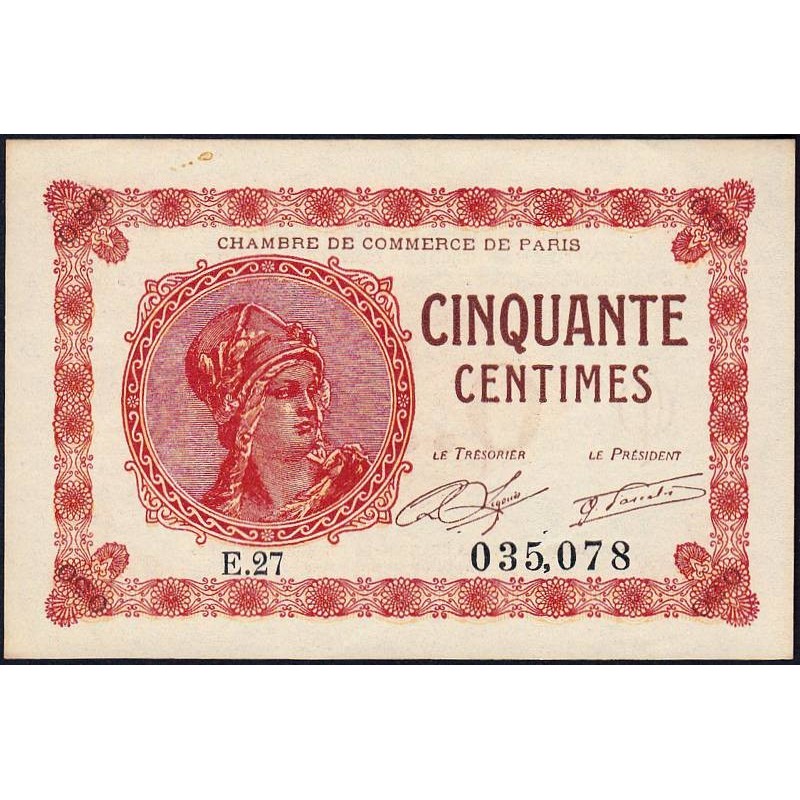 CHAMBRE DE COMMERCE DE PARIS
CINQUANTE
CENTIMES
LE TRÉSORIER LE PRÉSIDENT
E.27 035,078